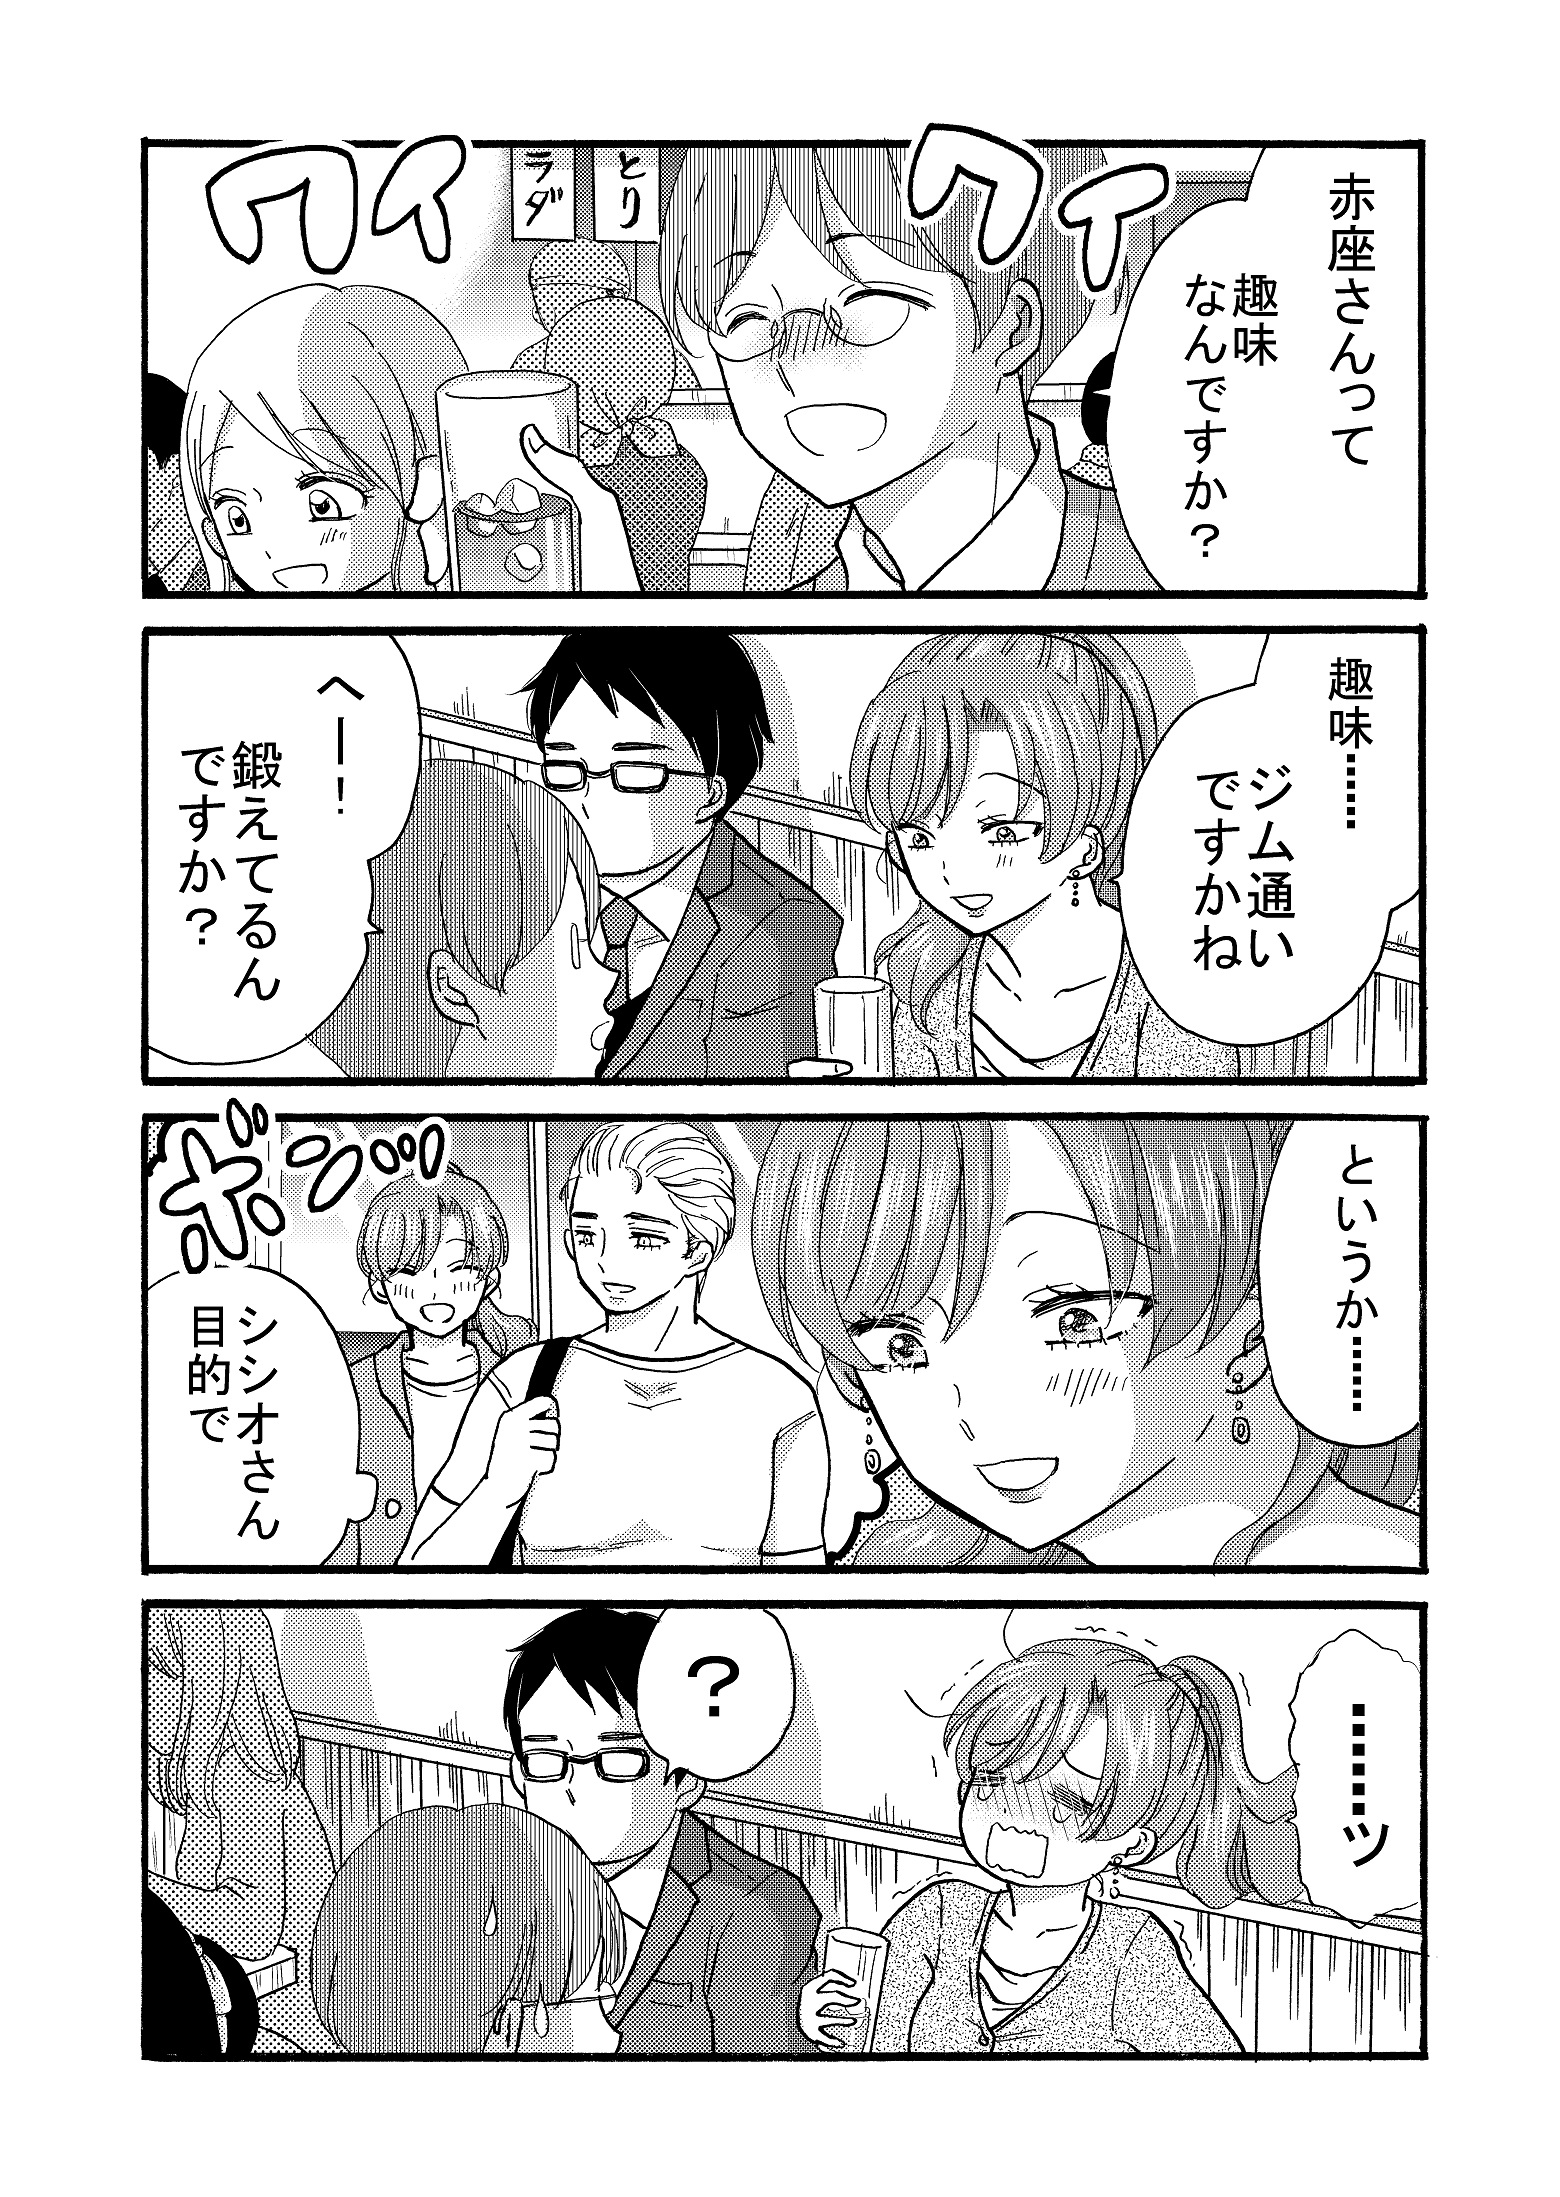 赤座さんって
趣味
なんですか？
ワイ
ワイ
とり
ラダ
趣味……
ジム通い
ですかね
へー！
鍛えてるん
ですか？
というか……
ボンッ
シシオさん
目的で
……ッ
？